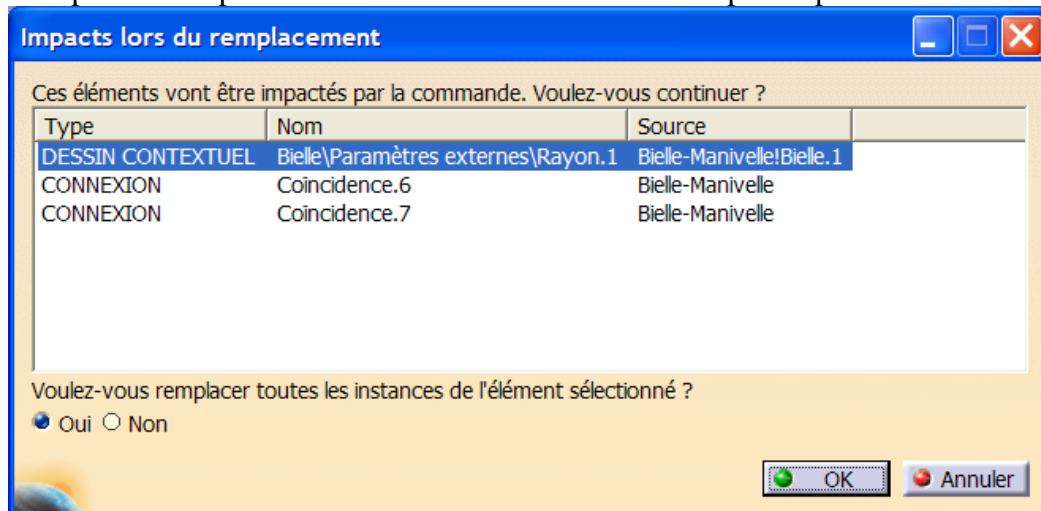 Impacts lors du remplacement
Ces éléments vont être impactés par la commande. Voulez-vous continuer ?
Type Nom Source
DESSIN CONTEXTUEL Bielle\Paramètres externes\Rayon.1 Bielle-Manivelle!Bielle.1
CONNEXION Coïncidence.6 Bielle-Manivelle
CONNEXION Coïncidence.7 Bielle-Manivelle
Voulez-vous remplacer toutes les instances de l'élément sélectionné ?
Oui Non
OK Annuler